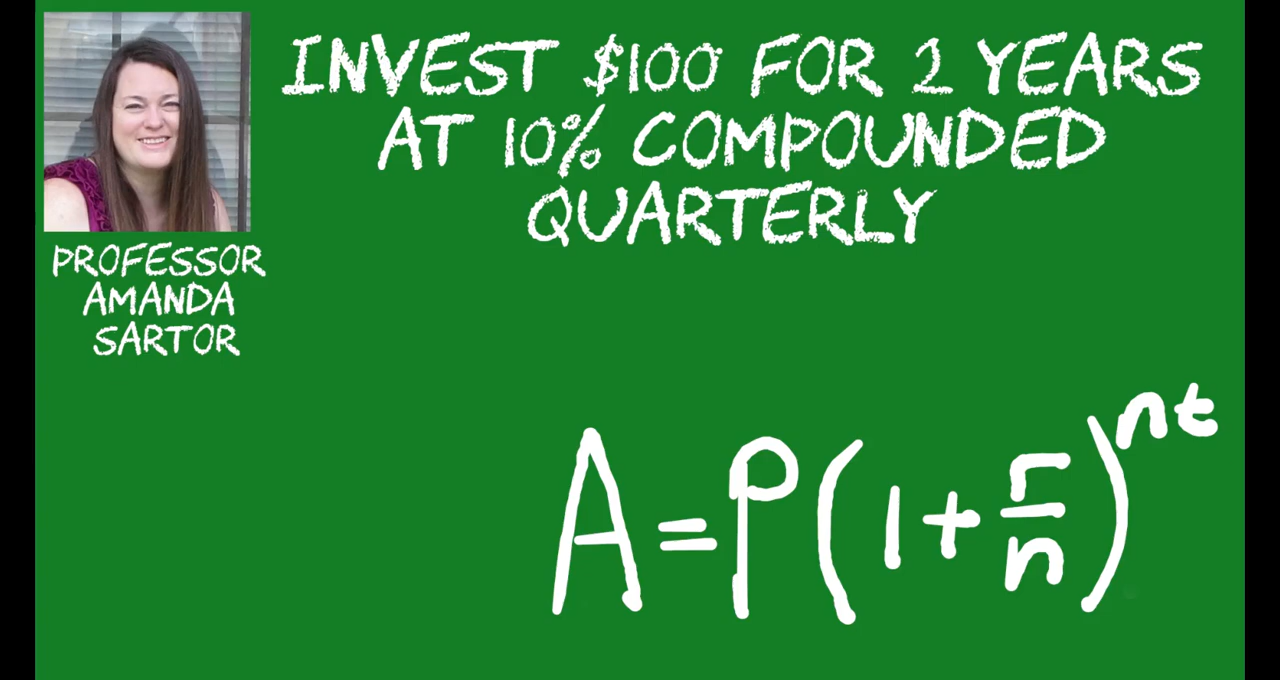 INVEST $100 FOR 2 YEARS
AT 10% COMPOUNDED
QUARTERLY
PROFESSOR
AMANDA
SARTOR
A=P(1+r/n)^nt